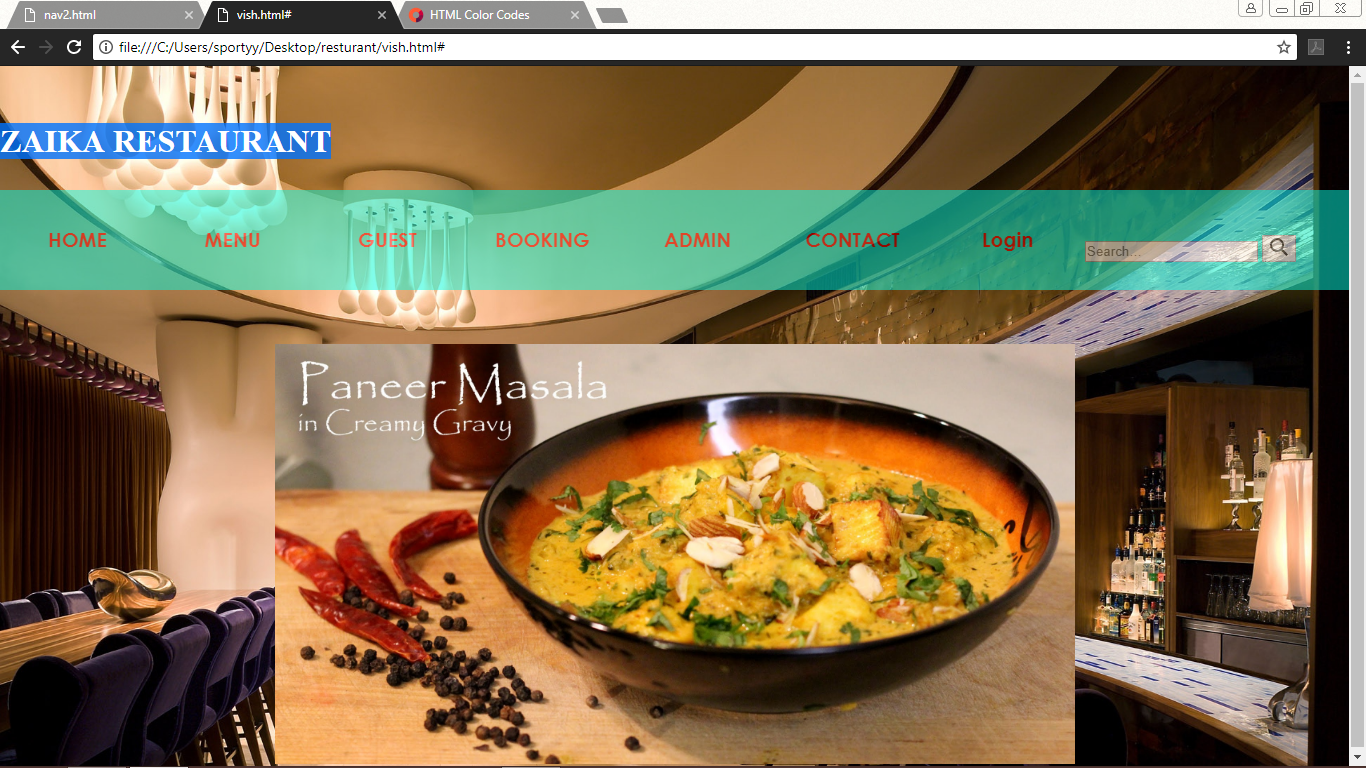 nav2.html
vish.html#
HTML Color Codes
file:///C:/Users/sportyy/Desktop/resturant/vish.html#
ZAIKA RESTAURANT
HOME MENU GUEST BOOKING ADMIN CONTACT Login Search...
Paneer Masala
in Creamy Gravy